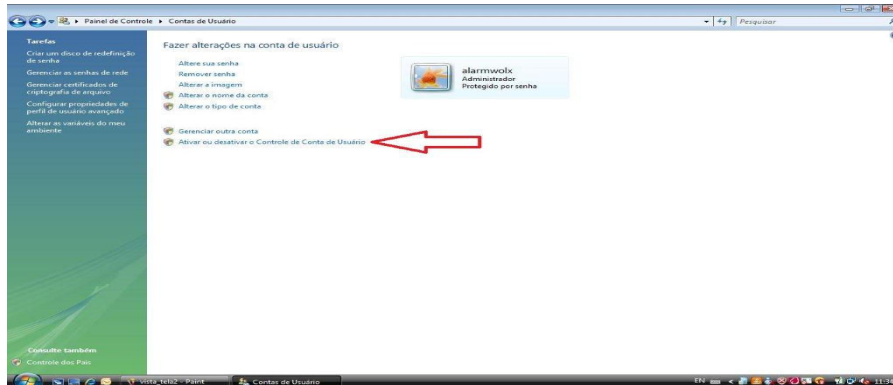 Painel de Controle ▸ Contas de Usuário
Pesquisar
Tarefas
Criar um disco de redefinição
de senha
Gerenciar as senhas de rede
Gerenciar certificados de
criptografia de arquivo
Configurar propriedades de
perfil de usuário avançado
Alterar as variáveis do meu
ambiente
Fazer alterações na conta de usuário
Altere sua senha
Remover senha
Alterar a imagem
Alterar o nome da conta
Alterar o tipo de conta
alarmwolx
Administrador
Protegido por senha
Gerenciar outra conta
Ativar ou desativar o Controle de Conta de Usuário
Consulte também
Controle dos Pais
vista_tela2 - Paint
Contas de Usuário
EN